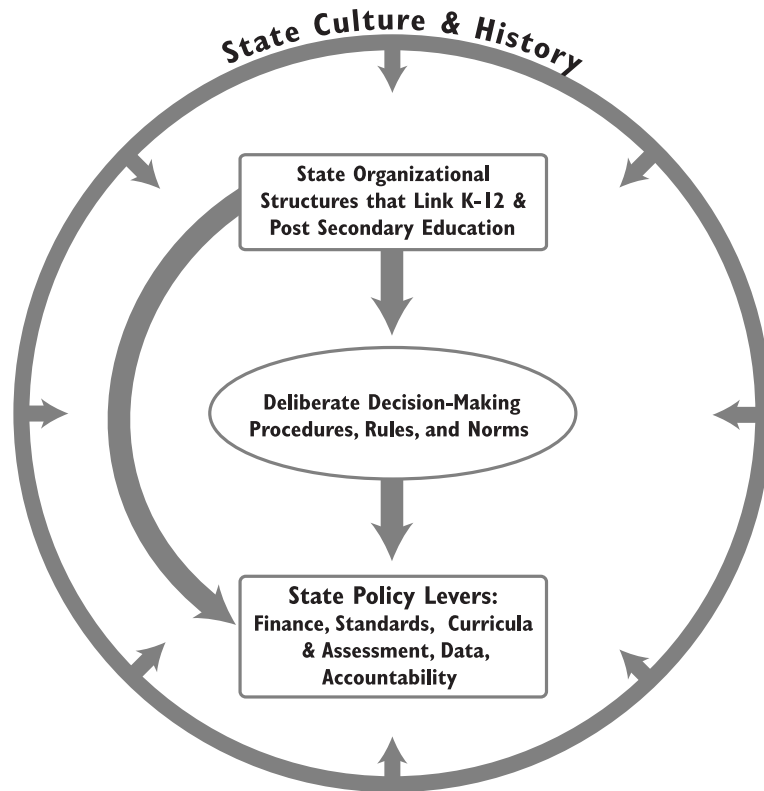 State Culture & History
State Organizational
Structures that Link K-12 &
Post Secondary Education
Deliberate Decision-Making
Procedures, Rules, and Norms
State Policy Levers:
Finance, Standards, Curricula
& Assessment, Data,
Accountability